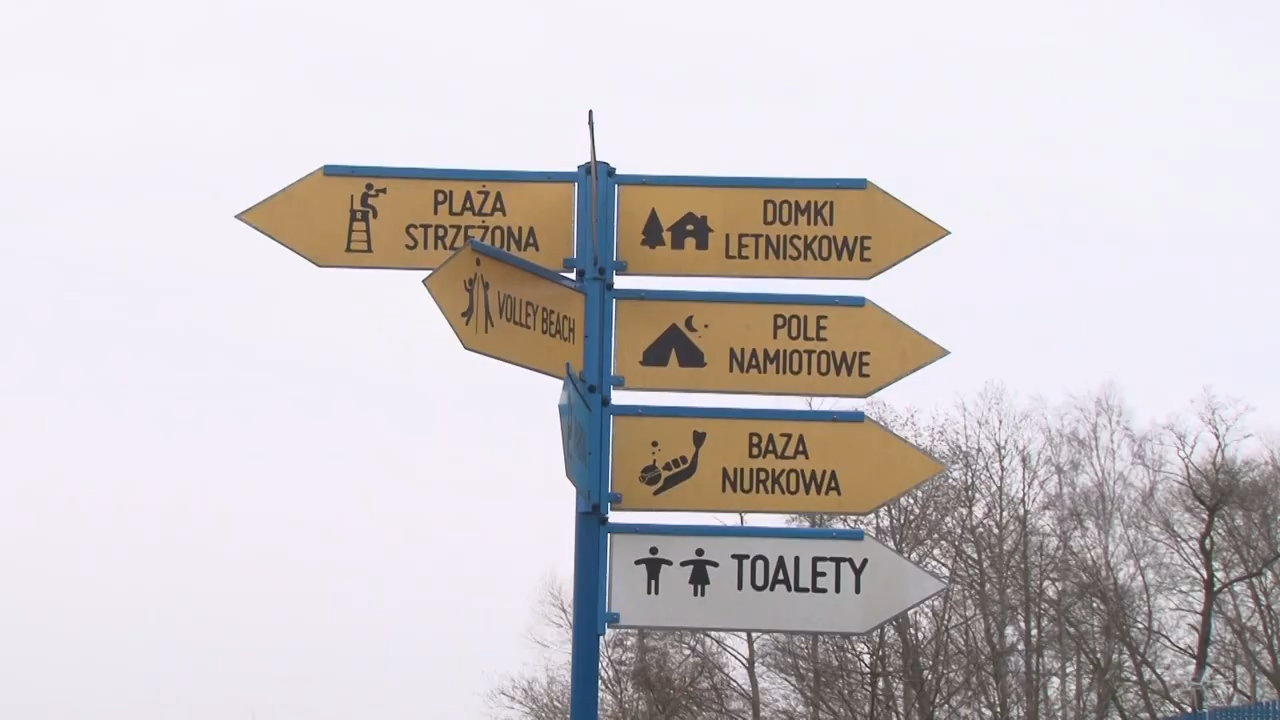 PLAŻA
STRZEŻONA
VOLLEY BEACH
DOMKI
LETNISKOWE
POLE
NAMIOTOWE
BAZA
NURKOWA
TOALETY